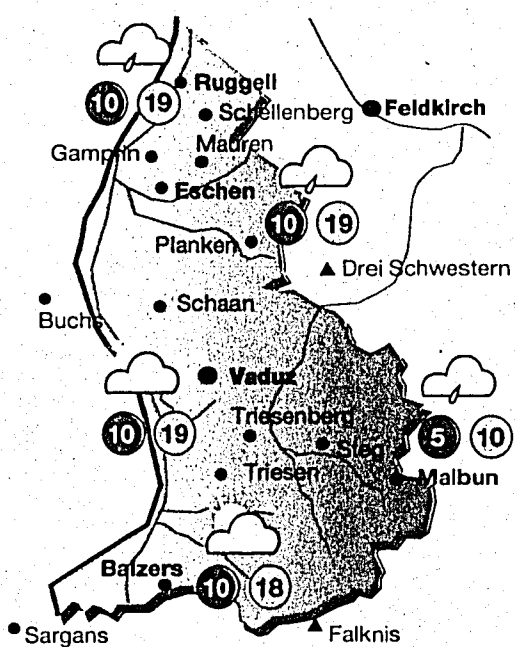 Ruggell
10 19
Schellenberg
Feldkirch
Mauren
Gamprin
Eschen
10 19
Planken
Drei Schwestern
Schaan
Buchs
Vaduz
10 19
Triesenberg
5 10
Steg
Triesen
Malbun
Balzers
10 18
Sargans
Falknis